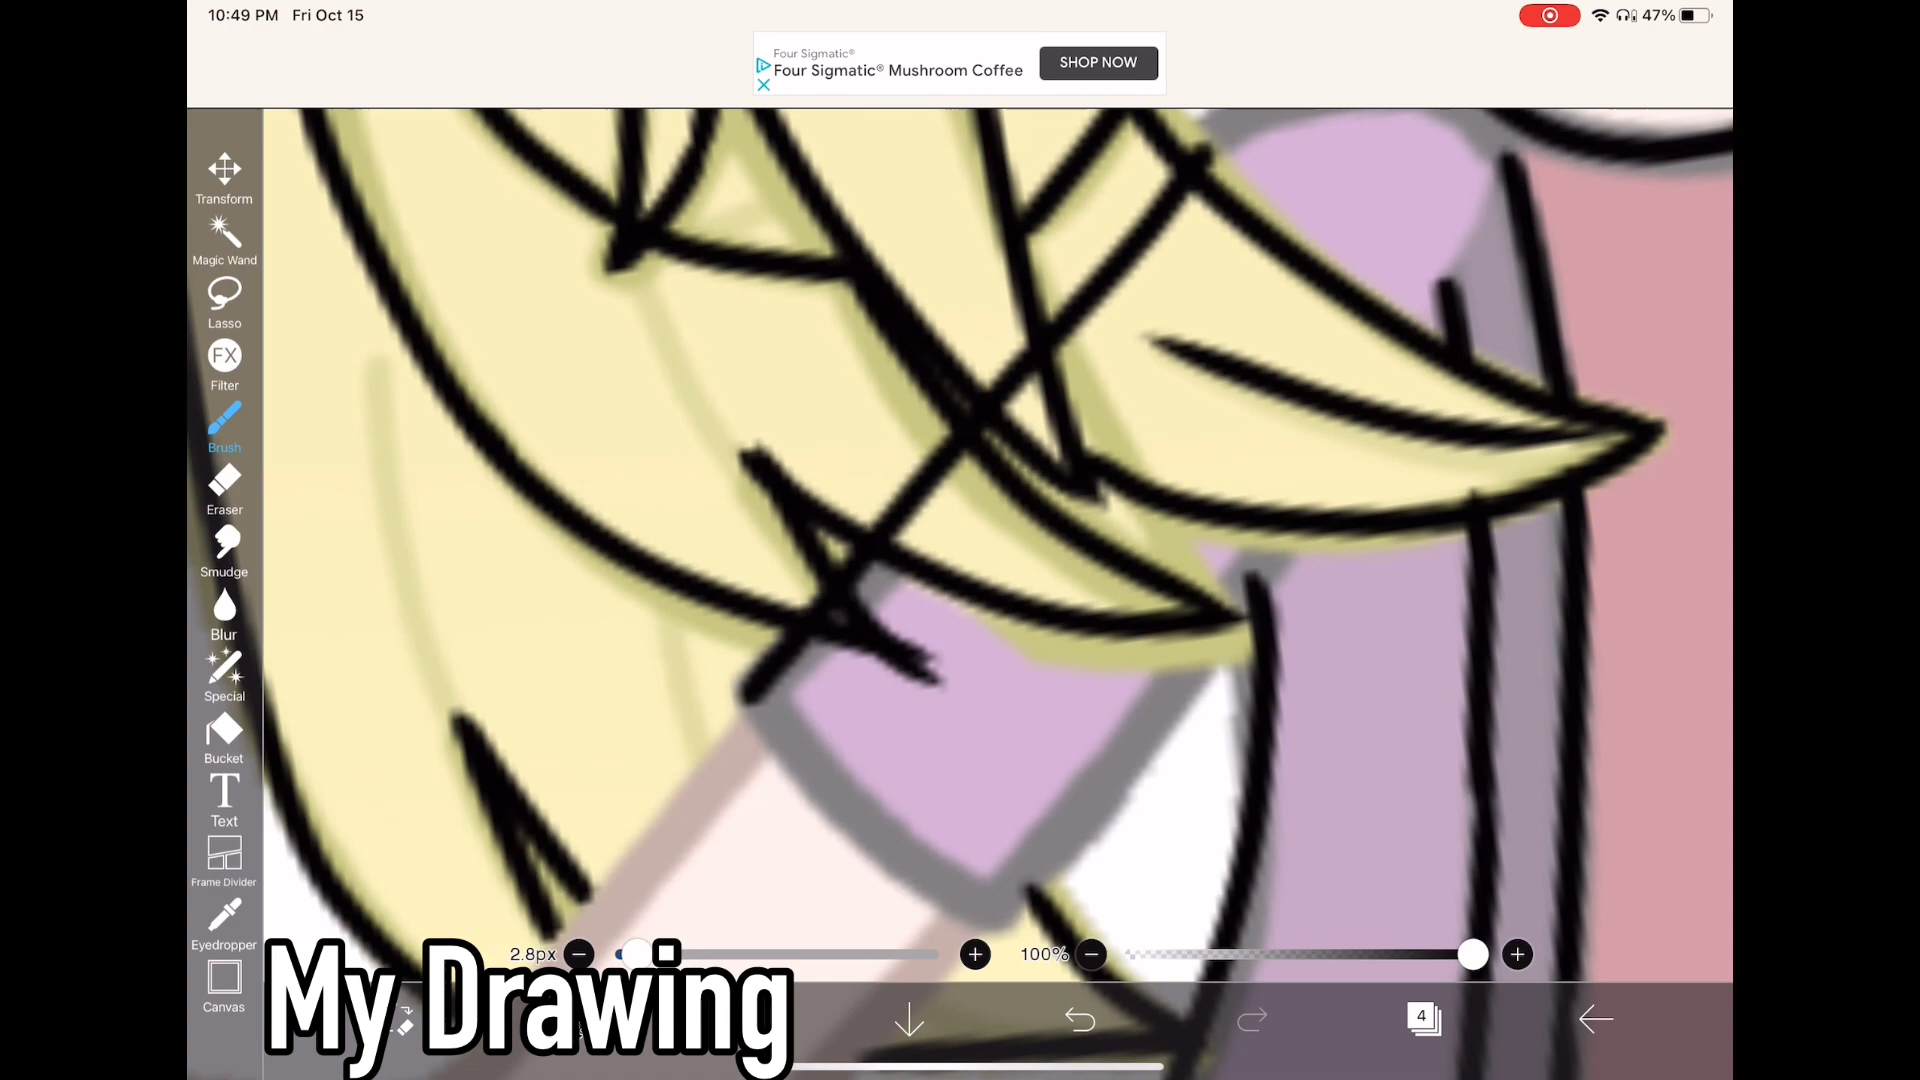 10:49 PM Fri Oct 15
47%
Four Sigmatic®
Four Sigmatic® Mushroom Coffee
SHOP NOW
Transform
Magic Wand
Lasso
FX
Filter
Brush
Eraser
Smudge
Blur
Special
Bucket
T
Text
Frame Divider
Eyedropper
Canvas
2.8px
100%
4
My Drawing